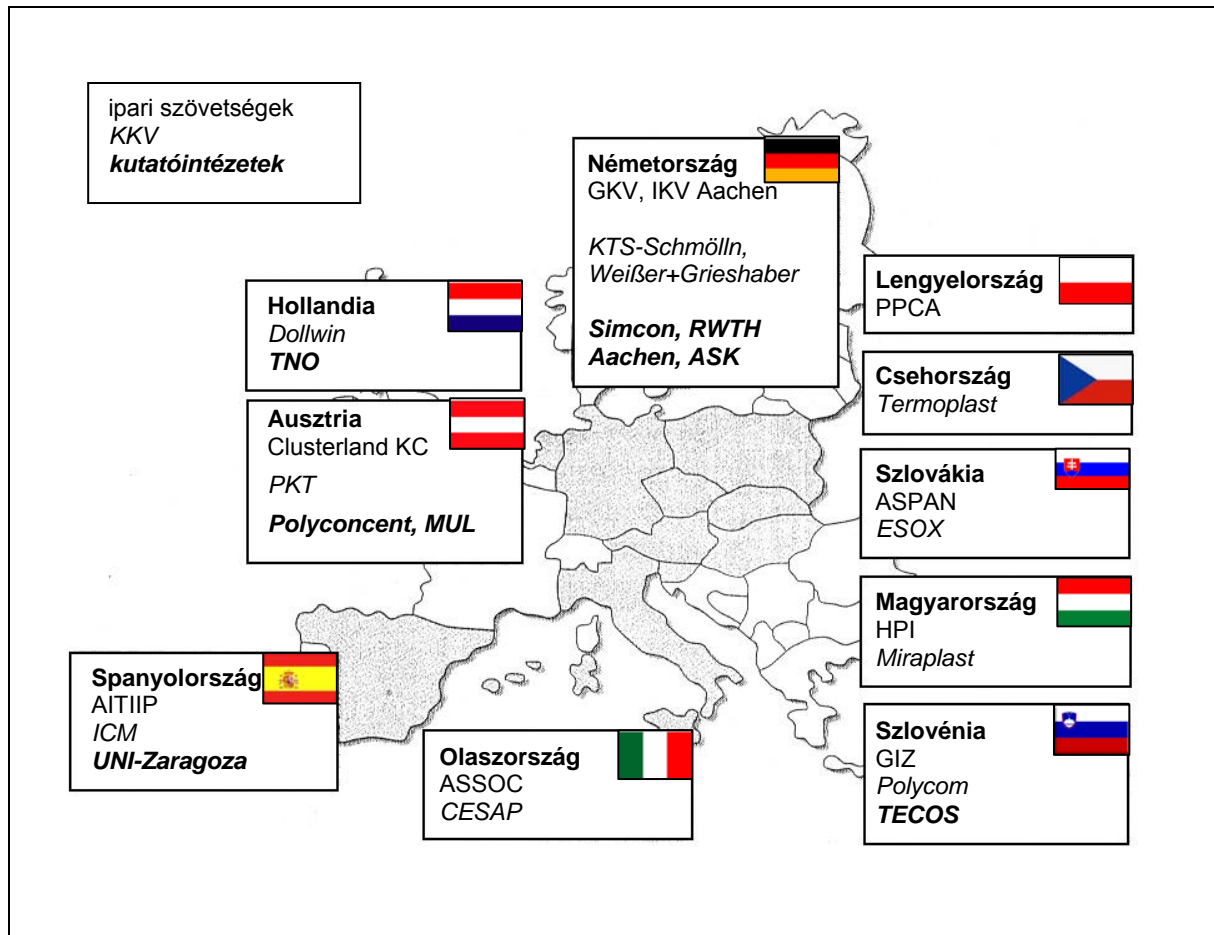 ipari szövetségek
KKV
kutatóintézetek
Németország
GKV, IKV Aachen
KTS-Schmölln,
Weißer+Grieshaber
Simcon, RWTH
Aachen, ASK
Hollandia
Dollwin
TNO
Lengyelország
PPCA
Csehország
Termoplast
Ausztria
Clusterland KC
PKT
Polyconcent, MUL
Szlovákia
ASPAN
ESOX
Magyarország
HPI
Miraplast
Spanyolország
AITIIP
ICM
UNI-Zaragoza
Olaszország
ASSOC
CESAP
Szlovénia
GIZ
Polycom
TECOS